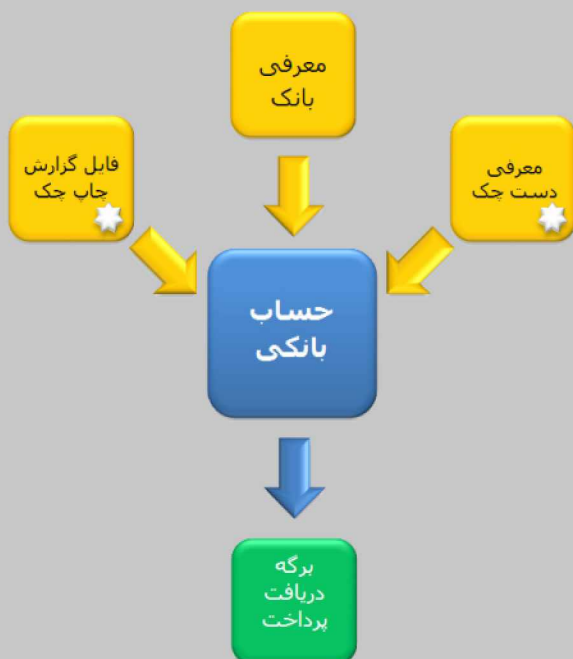 معرفی
بانک
معرفی
دست چک
فایل گزارش
چاپ چک
حساب
بانکی
برگه
دریافت
پرداخت